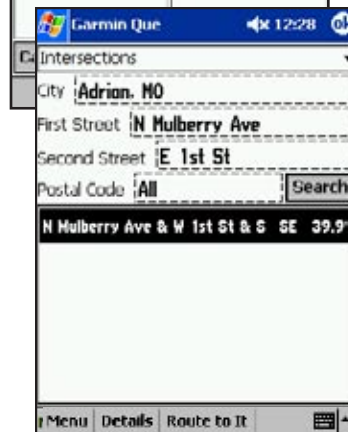 Garmin Que 12:28 ok
Intersections
City Adrian. MO
First Street N Mulberry Ave
Second Street E 1st St
Postal Code All Search
N Mulberry Ave & W 1st St & S SE 39.9
Menu Details Route to It